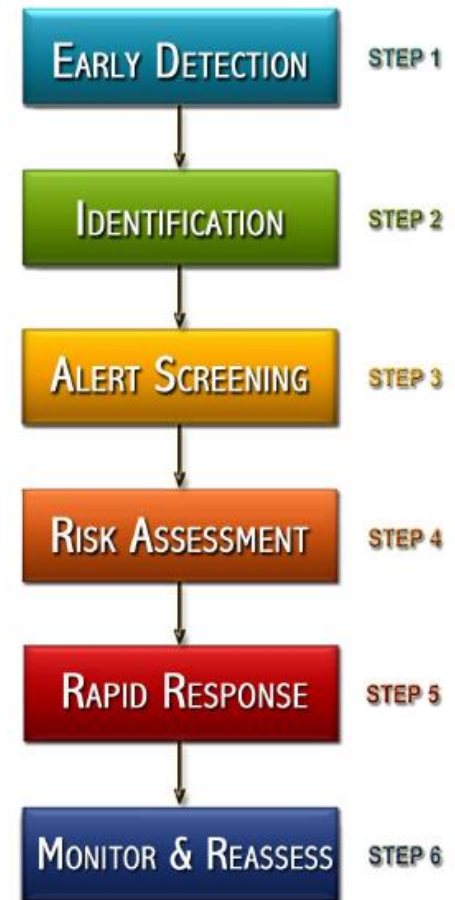 EARLY DETECTION STEP 1
IDENTIFICATION STEP 2
ALERT SCREENING STEP 3
RISK ASSESSMENT STEP 4
RAPID RESPONSE STEP 5
MONITOR & REASSESS STEP 6